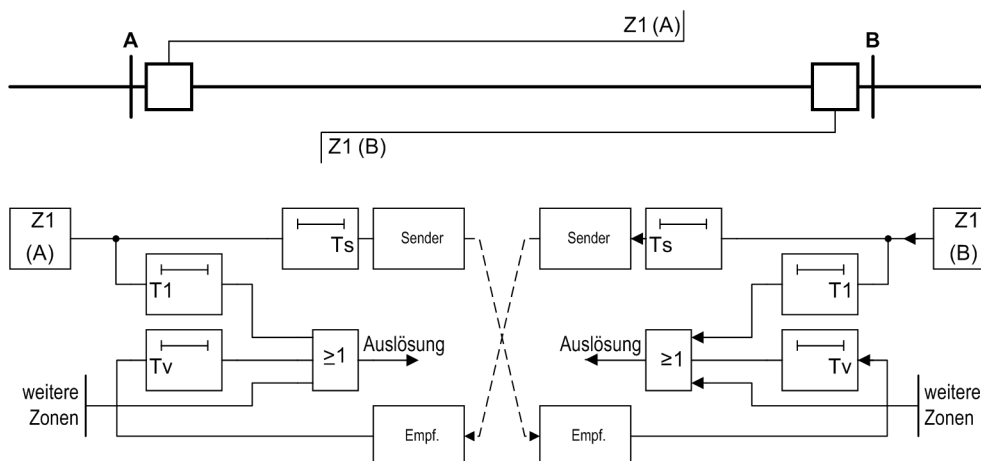 Z1 (A)
A
B
Z1 (B)
Z1
(A)
Ts
Sender
Sender
Ts
Z1
(B)
T1
T1
Auslösung
Auslösung
≥1
≥1
Tv
Tv
weitere
Zonen
weitere
Zonen
Empf.
Empf.